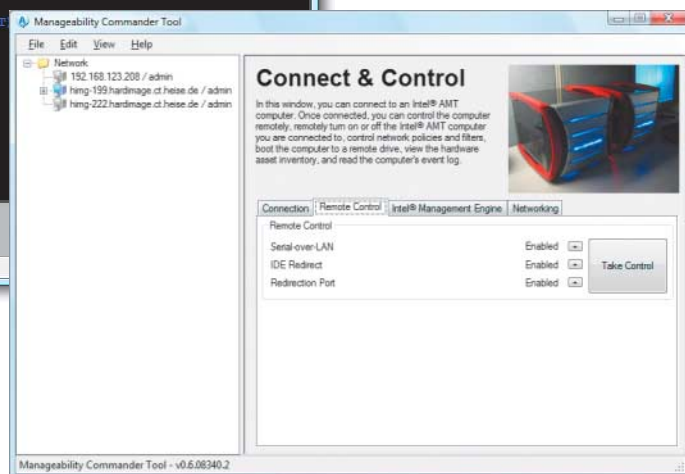 Manageability Commander Tool
File Edit View Help
Network
192.168.123.208 / admin
himg-199.hardimage.ct.heise.de / admin
himg-222.hardimage.ct.heise.de / admin
Connect & Control
In this window, you can connect to an Intel® AMT
computer. Once connected, you can control the computer
remotely, remotely turn on or off the Intel® AMT computer
you are connected to, control network policies and filters,
boot the computer to a remote drive, view the hardware
asset inventory, and read the computer's event log.
Connection Remote Control Intel® Management Engine Networking
Remote Control
Serial-over-LAN Enabled
IDE Redirect Enabled Take Control
Redirection Port Enabled
Manageability Commander Tool - v0.6.08340.2